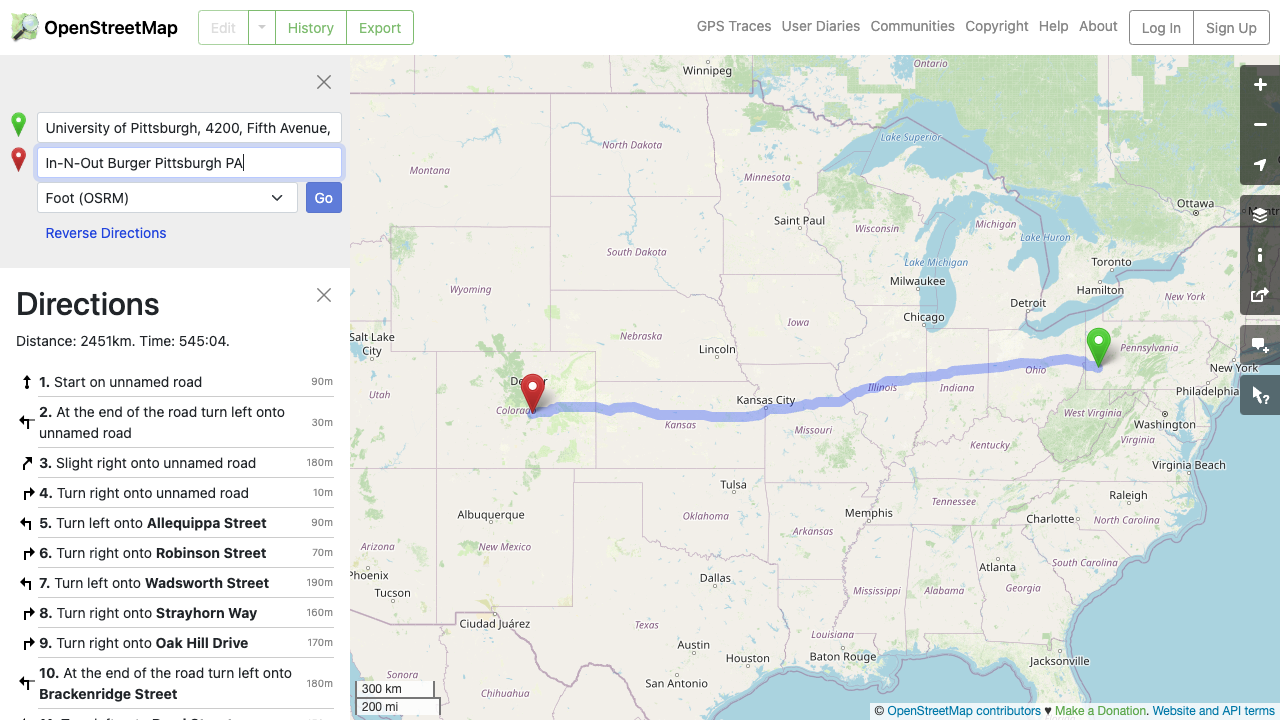 OpenStreetMap
Edit
History
Export
GPS Traces
User Diaries
Communities
Copyright
Help
About
Log In
Sign Up
University of Pittsburgh, 4200, Fifth Avenue,
In-N-Out Burger Pittsburgh PA
Foot (OSRM)
Go
Reverse Directions
Directions
Distance: 2451km. Time: 545:04.
1. Start on unnamed road 90m
2. At the end of the road turn left onto
unnamed road 30m
3. Slight right onto unnamed road 180m
4. Turn right onto unnamed road 10m
5. Turn left onto Allequippa Street 90m
6. Turn right onto Robinson Street 70m
7. Turn left onto Wadsworth Street 190m
8. Turn right onto Strayhorn Way 160m
9. Turn right onto Oak Hill Drive 170m
10. At the end of the road turn left onto
Brackenridge Street 180m
Winnipeg
Ontario
Lake Superior
North Dakota
Montana
Minnesota
Ottawa
Saint Paul
Wisconsin
Michigan
Lake Huron
South Dakota
Lake Michigan
Toronto
Milwaukee
Hamilton
Wyoming
Detroit
New York
Chicago
Salt Lake
City
Nebraska
Iowa
Lincoln
Pennsylvania
New York
Ohio
Illinois
Indiana
Utah
Philadelphia
Kansas City
Kansas
Missouri
West Virginia
Washington
Virginia
Kentucky
Virginia Beach
Tulsa
Raleigh
Tennessee
Albuquerque
Oklahoma
Memphis
Charlotte
North Carolina
Arkansas
Arizona
New Mexico
South Carolina
Phoenix
Atlanta
Dallas
Tucson
Mississippi
Alabama
Georgia
Ciudad Juárez
Texas
Louisiana
Austin
Baton Rouge
Houston
Jacksonville
Sonora
San Antonio
Chihuahua
300 km
200 mi
© OpenStreetMap contributors ♥ Make a Donation. Website and API terms